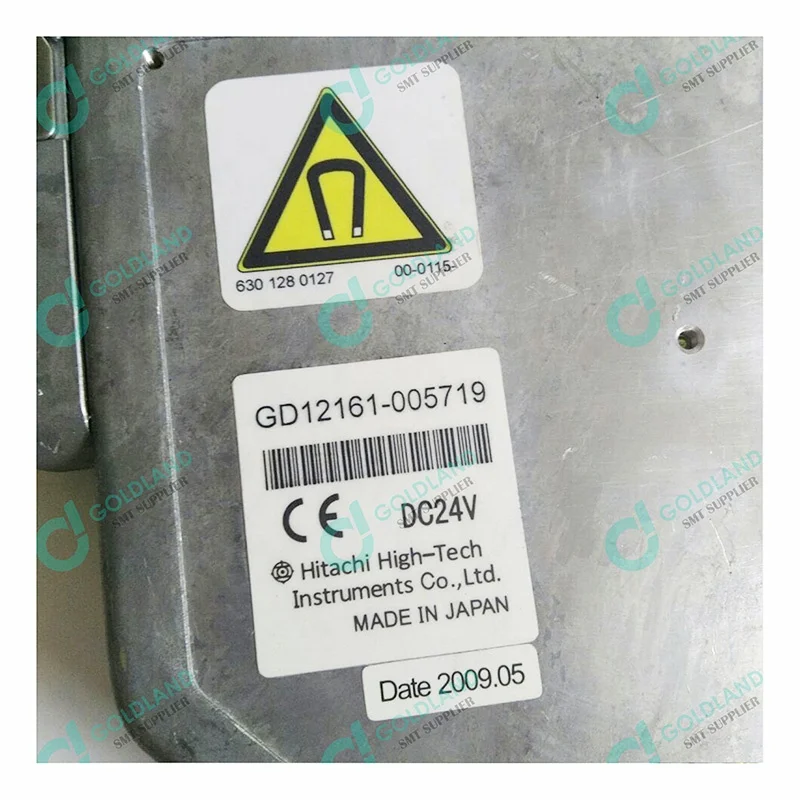 630 128 0127 00-0115-
GD12161-005719
CE DC24V
Hitachi High-Tech
Instruments Co.,Ltd.
MADE IN JAPAN
Date 2009.05
GOLDLAND
SMT SUPPLIER